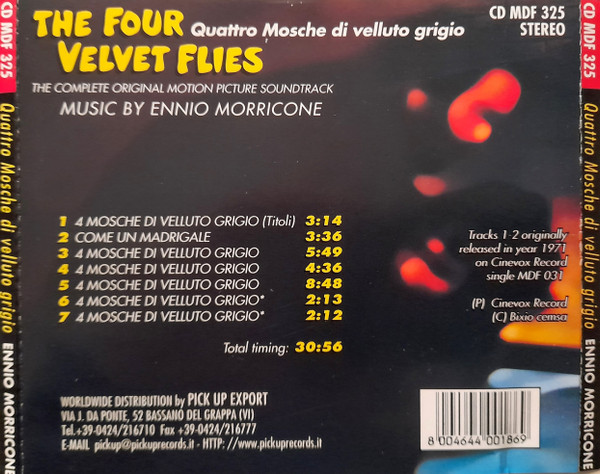 THE FOUR Quattro Mosche di velluto grigio
VELVET FLIES
CD MDF 325
STEREO
THE COMPLETE ORIGINAL MOTION PICTURE SOUNDTRACK
MUSIC BY ENNIO MORRICONE
1 4 MOSCHE DI VELLUTO GRIGIO (Titoli) 3:14
2 COME UN MADRIGALE 3:36
3 4 MOSCHE DI VELLUTO GRIGIO 5:49
4 4 MOSCHE DI VELLUTO GRIGIO 4:36
5 4 MOSCHE DI VELLUTO GRIGIO 8:48
6 4 MOSCHE DI VELLUTO GRIGIO* 2:13
7 4 MOSCHE DI VELLUTO GRIGIO* 2:12
Total timing: 30:56
Tracks 1-2 originally
released in year 1971
on Cinevox Record
single MDF 031
(P) Cinevox Record
(C) Bixio cemsa
WORLDWIDE DISTRIBUTION by PICK UP EXPORT
VIA J. DA PONTE, 52 BASSANO DEL GRAPPA (VI)
Tel.+39-0424/216710 Fax +39-0424/216777
E-MAIL pickup@pickuprecords.it - HTTP: //www.pickuprecords.it
8 004644 001869
CD MDF 325 Quattro Mosche di velluto grigio ENNIO MORRICONE
CD MDF 325 Quattro Mosche di velluto grigio ENNIO MORRICONE